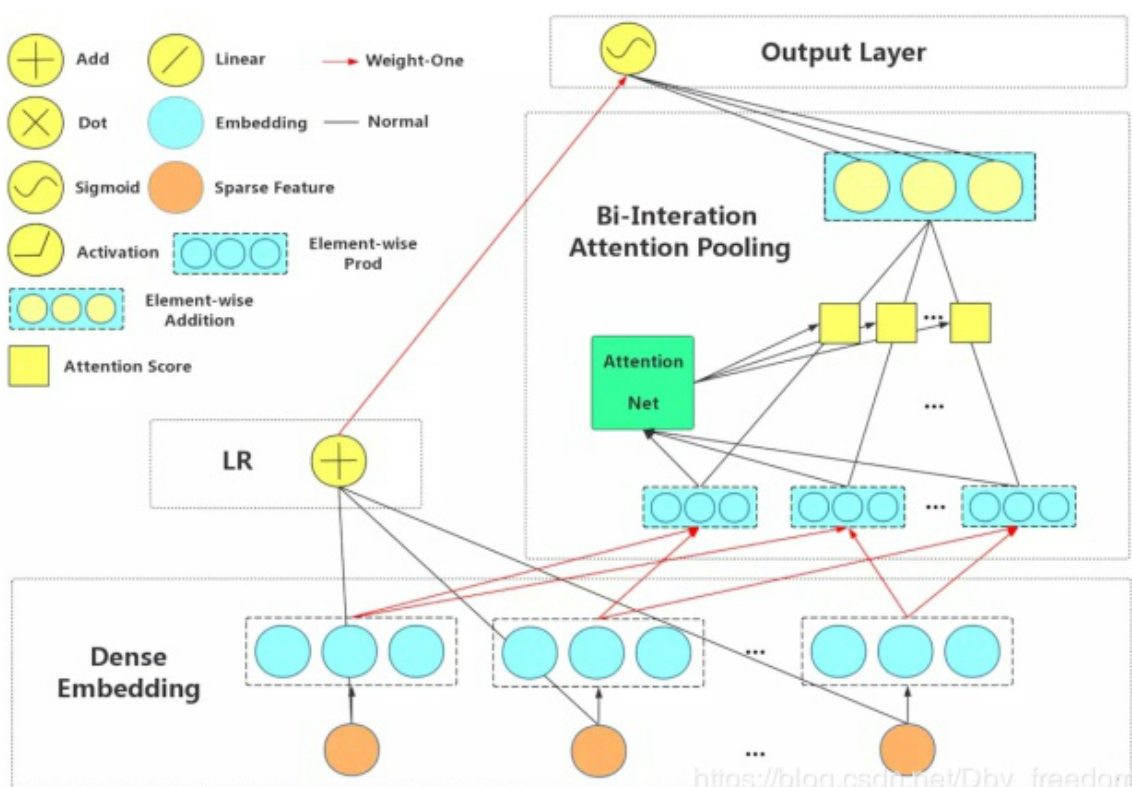 Add
Linear
Weight-One
Dot
Embedding
Normal
Sigmoid
Sparse Feature
Activation
Element-wise
Prod
Element-wise
Addition
Attention Score
Output Layer
Bi-Interation
Attention Pooling
...
Attention
Net
...
LR
...
Dense
Embedding
...
...
https://blog.csdn.net/Dby_freedom